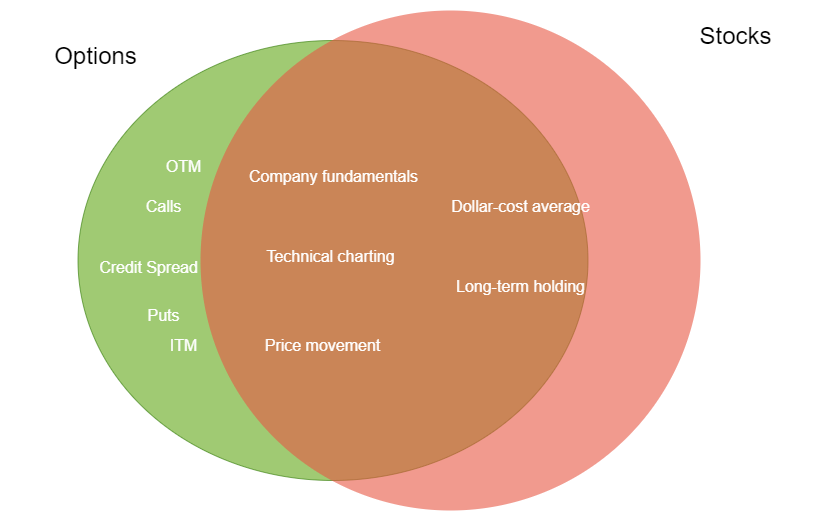 Options
Stocks
OTM
Calls
Credit Spread
Puts
ITM
Company fundamentals
Technical charting
Price movement
Dollar-cost average
Long-term holding